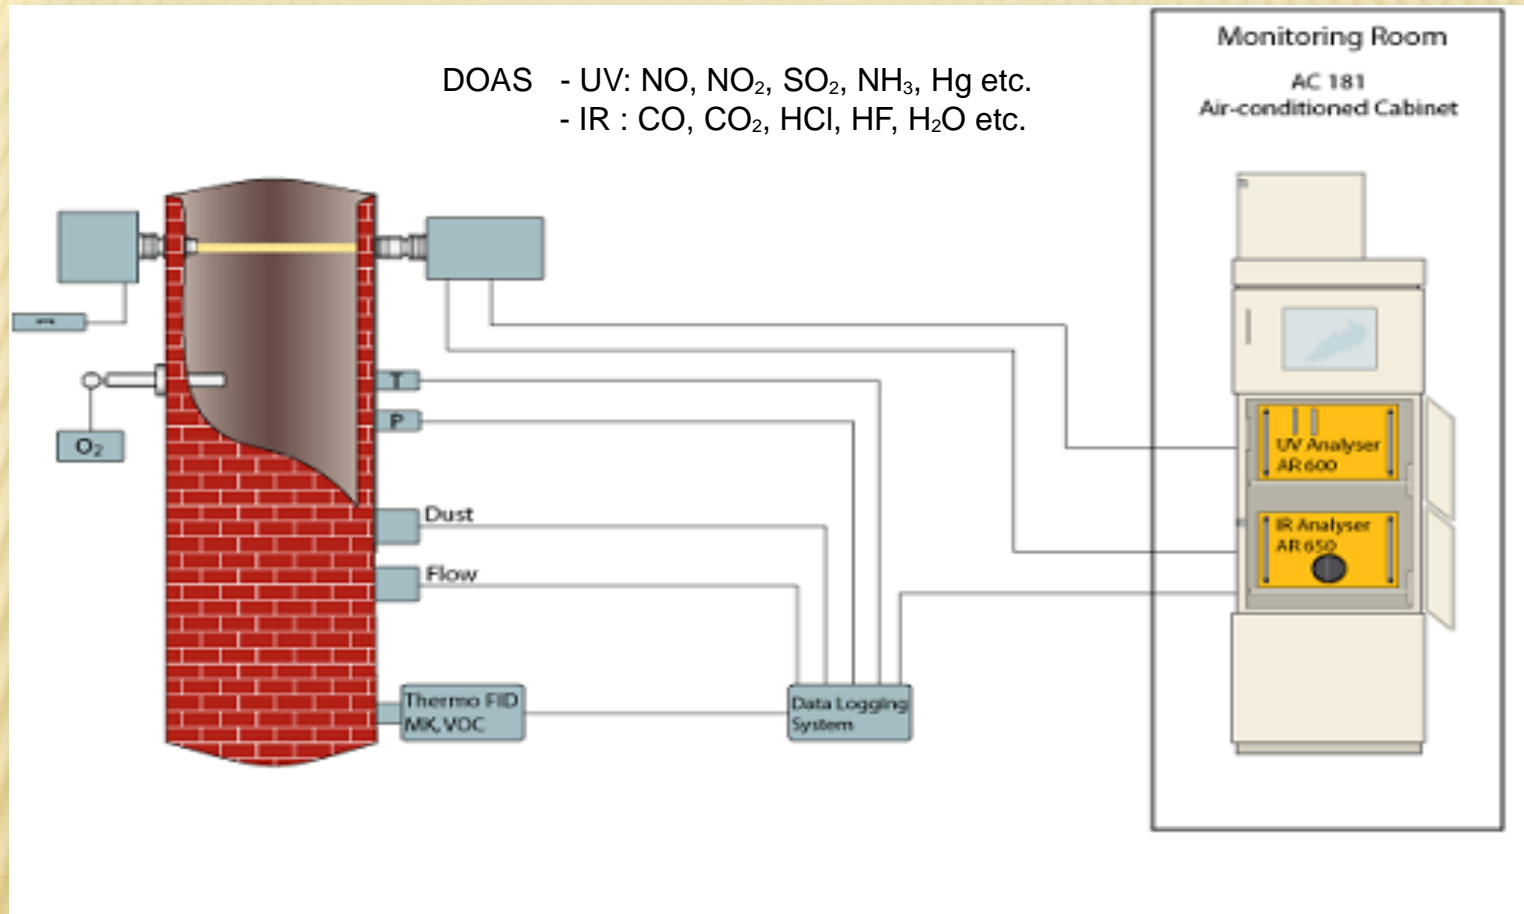 DOAS - UV: NO, NO₂, SO₂, NH₃, Hg etc.
- IR : CO, CO₂, HCl, HF, H₂O etc.
Monitoring Room
AC 181
Air-conditioned Cabinet
T
P
O₂
UV Analyser
AR 600
Dust
IR Analyser
AR 650
Flow
Thermo FID
MK, VOC
Data Logging
System